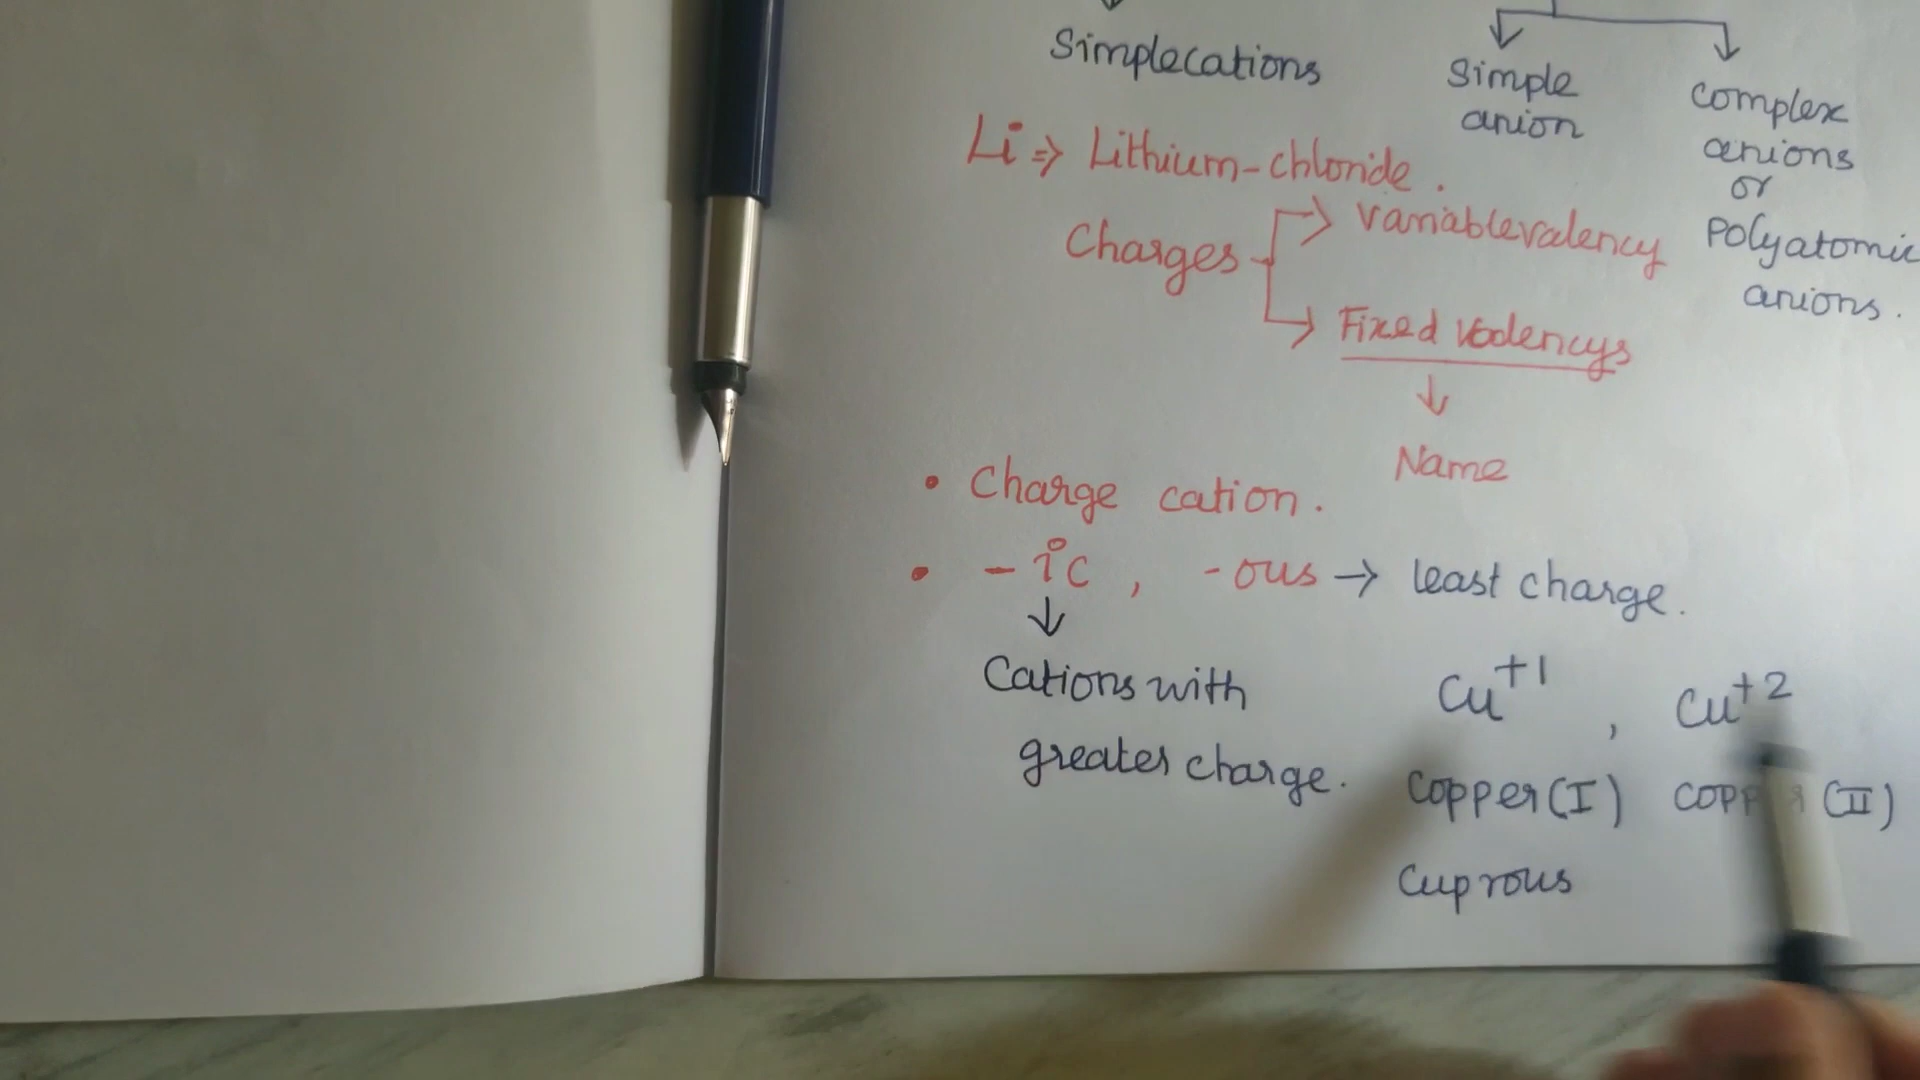 Simplecations
Simple
anion
Complex
anions
or
Polyatomic
anions.
Li => Lithium-chloride.
Charges
Variablevalency
Fixed valencys
Name
• Charge cation.
• -ic, -ous → least charge.
Cations with
greater charge.
Cu+1, Cu+2
Copper(I) Copper(II)
Cuprous